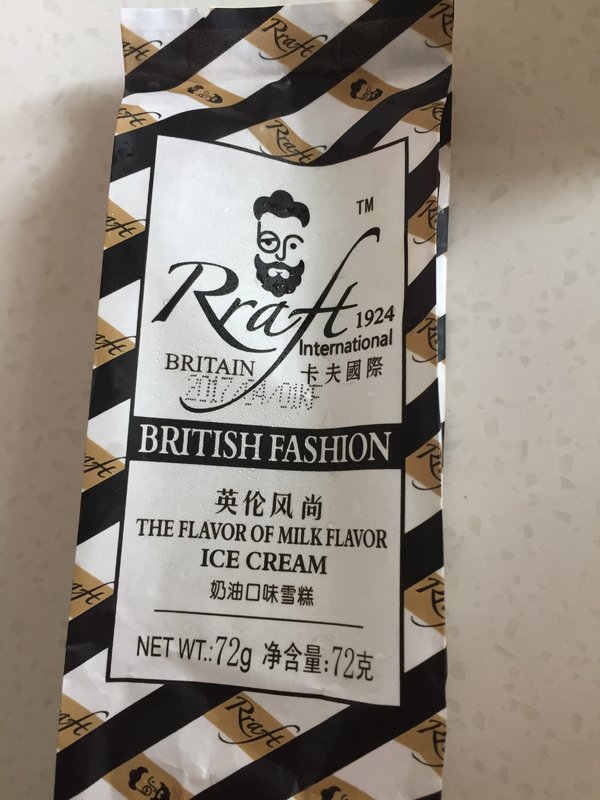 TM
Rraft
1924
International
BRITAIN 卡夫國際
BRITISH FASHION
英伦风尚
THE FLAVOR OF MILK FLAVOR
ICE CREAM
奶油口味雪糕
NET WT.:72g 净含量:72克